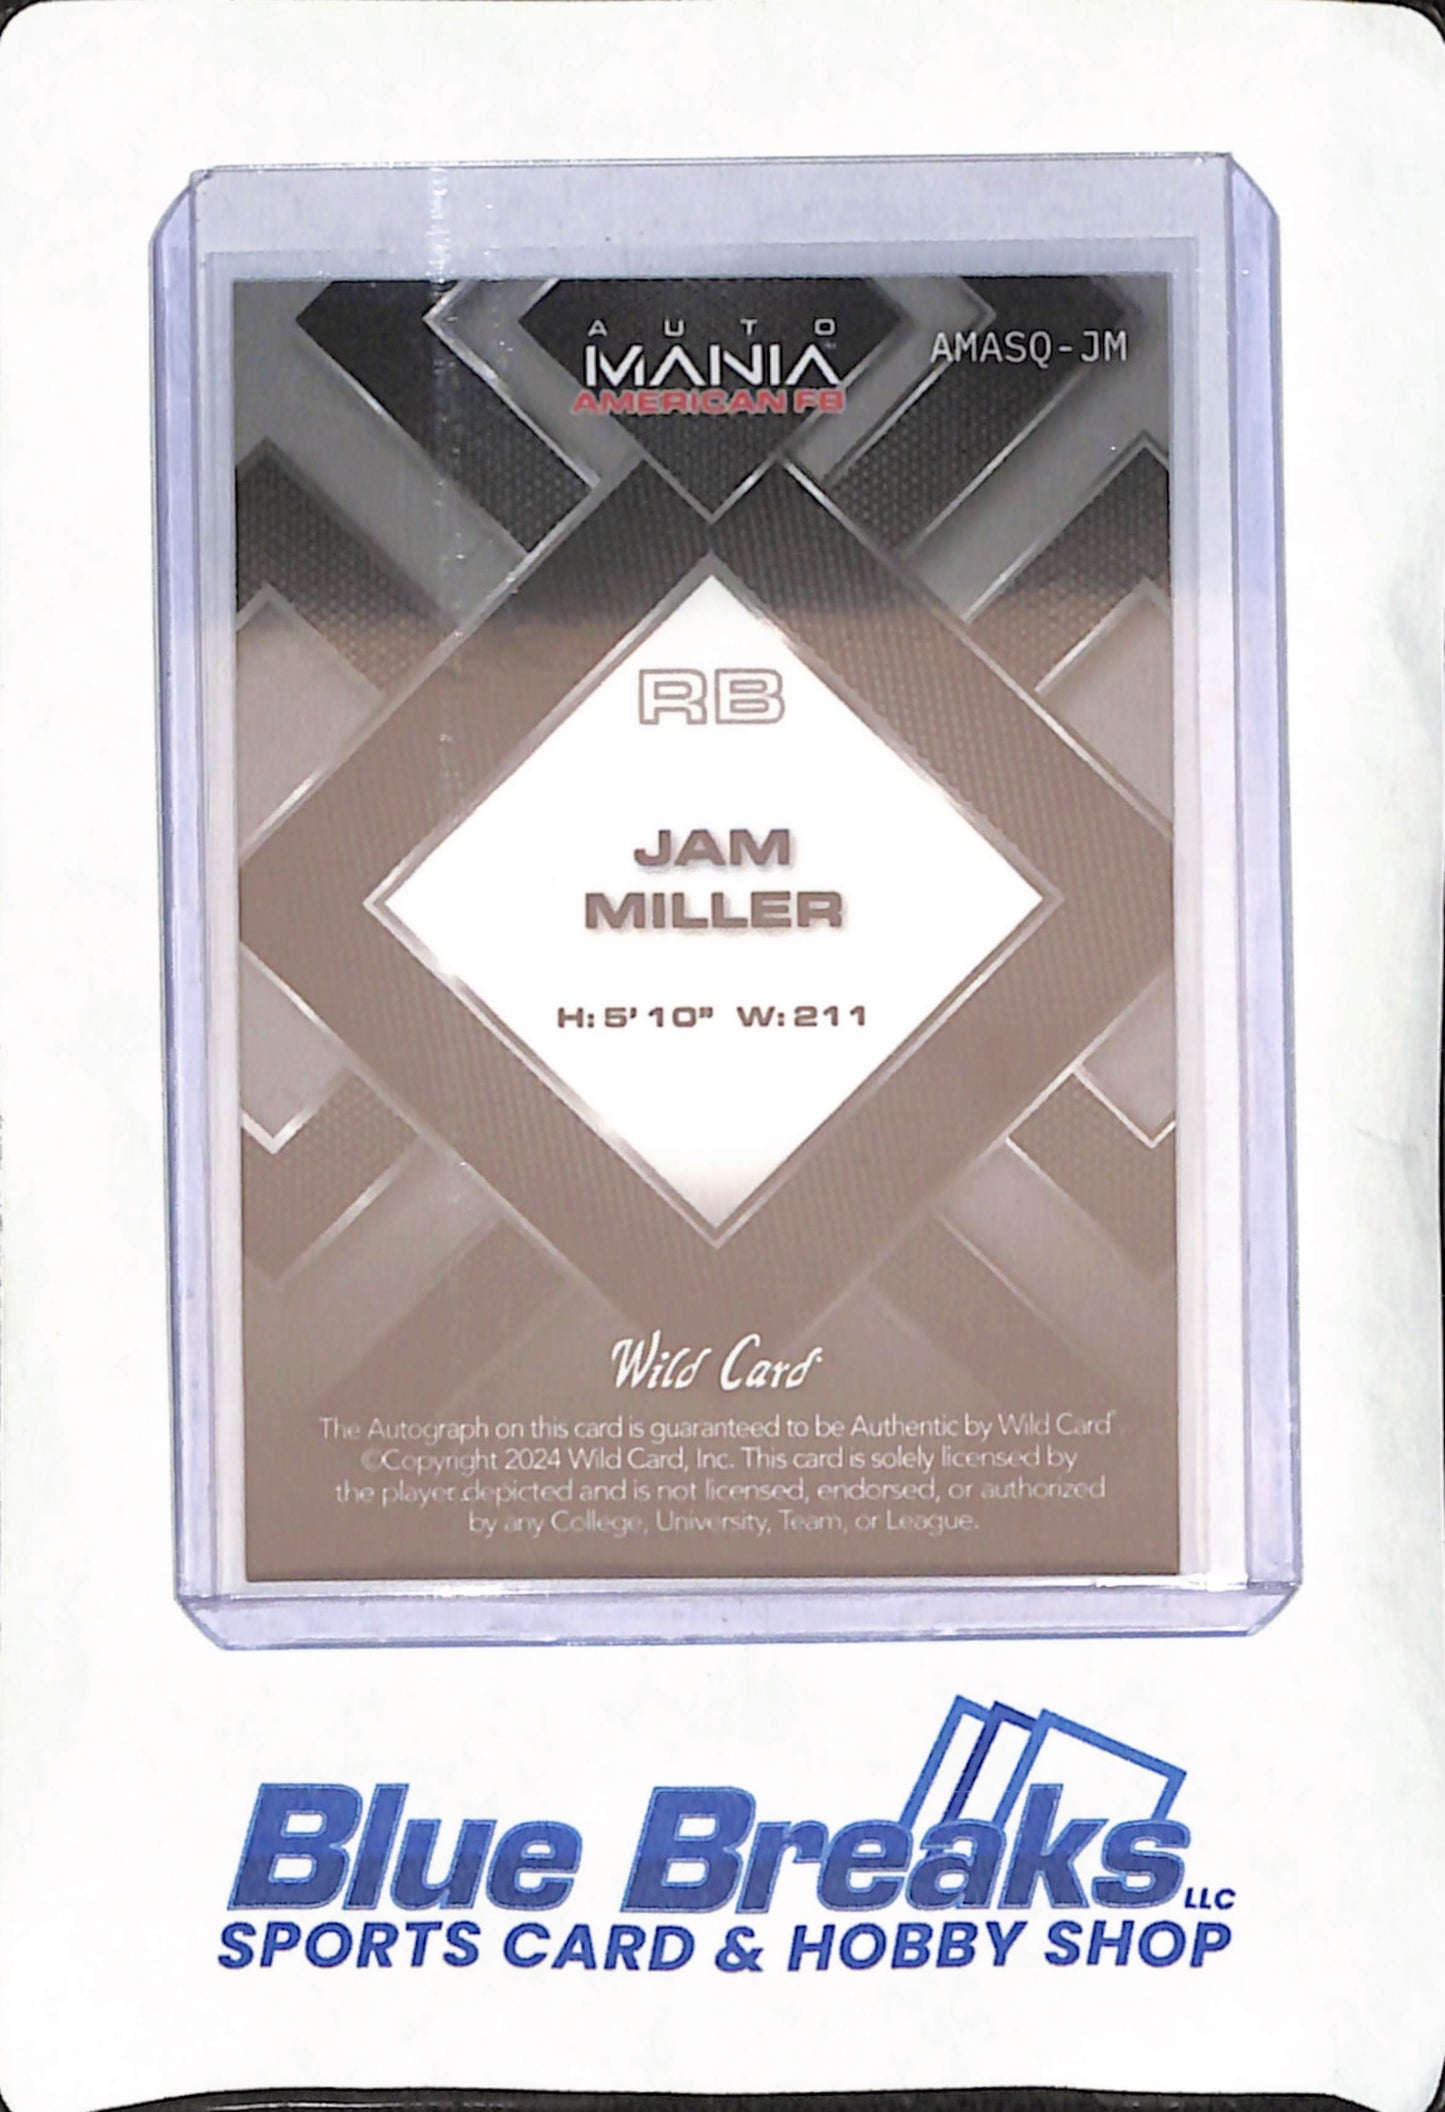 AUTO
MANIA™
AMERICAN FB
AMASQ-JM
RB
JAM
MILLER
H: 5' 10" W: 211
Wild Card
The Autograph on this card is guaranteed to be Authentic by Wild Card
©Copyright 2024 Wild Card, Inc. This card is solely licensed by
the player depicted and is not licensed, endorsed, or authorized
by any College, University, Team, or League.
Blue Breaks LLC
SPORTS CARD & HOBBY SHOP